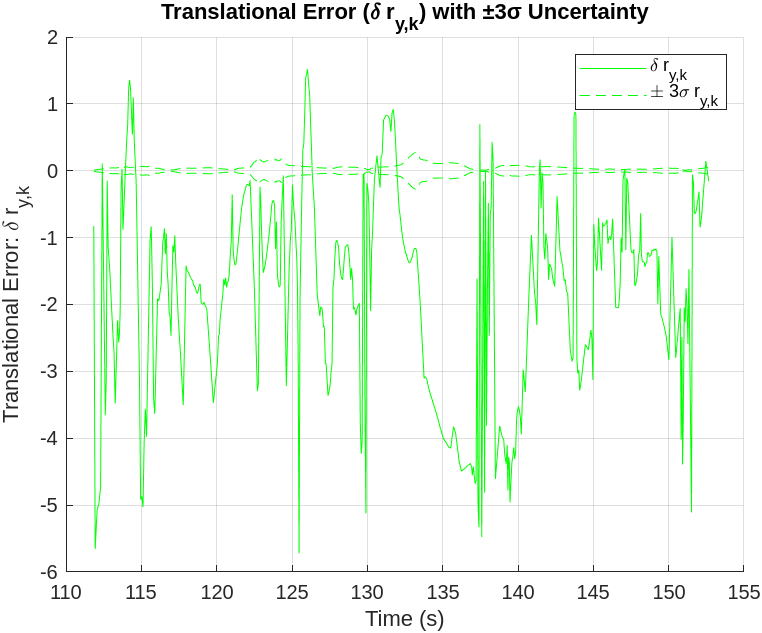 Translational Error (δ r_y,k) with ±3σ Uncertainty
δ r_y,k
± 3σ r_y,k
Translational Error: δ r_y,k
2
1
0
-1
-2
-3
-4
-5
-6
110 115 120 125 130 135 140 145 150 155
Time (s)